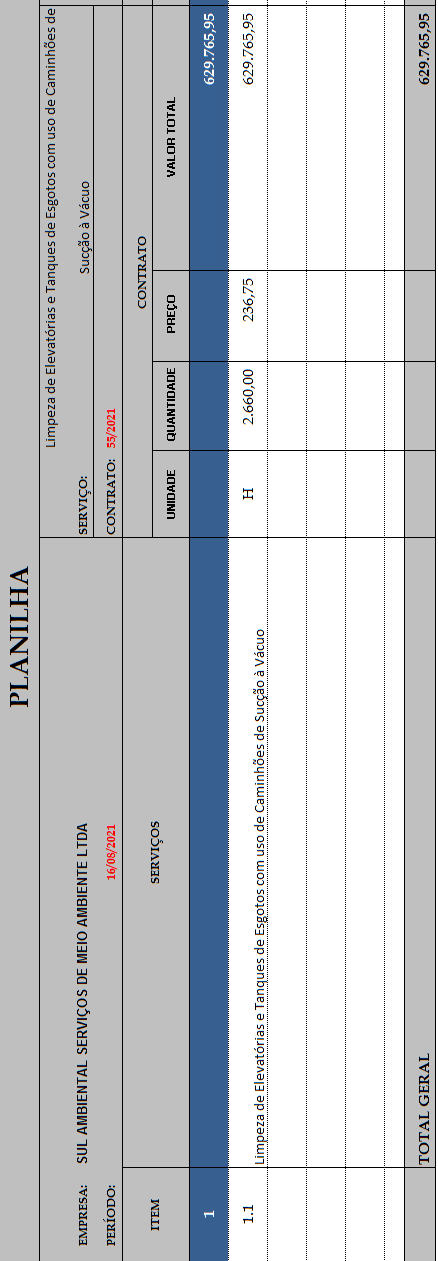 PLANILHA
Limpeza de Elevatórias e Tanques de Esgotos com uso de Caminhões de
EMPRESA: SUL AMBIENTAL SERVIÇOS DE MEIO AMBIENTE LTDA SERVIÇO: Sucção à Vácuo
PERÍODO: 16/08/2021 CONTRATO: 55/2021
ITEM SERVIÇOS CONTRATO
UNIDADE QUANTIDADE PREÇO VALOR TOTAL
1 629.765,95
1.1 Limpeza de Elevatórias e Tanques de Esgotos com uso de Caminhões de Sucção à Vácuo H 2.660,00 236,75 629.765,95
TOTAL GERAL 629.765,95